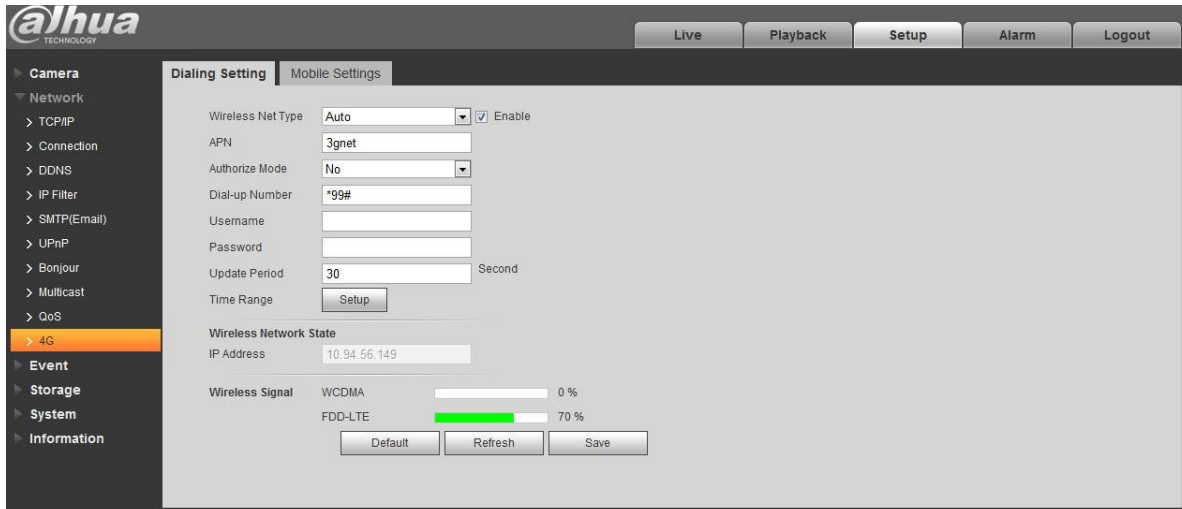 alhua
TECHNOLOGY
Live Playback Setup Alarm Logout
Camera
Network
TCP/IP
Connection
DDNS
IP Filter
SMTP(Email)
UPnP
Bonjour
Multicast
QoS
4G
Event
Storage
System
Information
Dialing Setting Mobile Settings
Wireless Net Type Auto Enable
APN 3gnet
Authorize Mode No
Dial-up Number *99#
Username
Password
Update Period 30 Second
Time Range Setup
Wireless Network State
IP Address 10.94.56.149
Wireless Signal WCDMA 0 %
FDD-LTE 70 %
Default Refresh Save